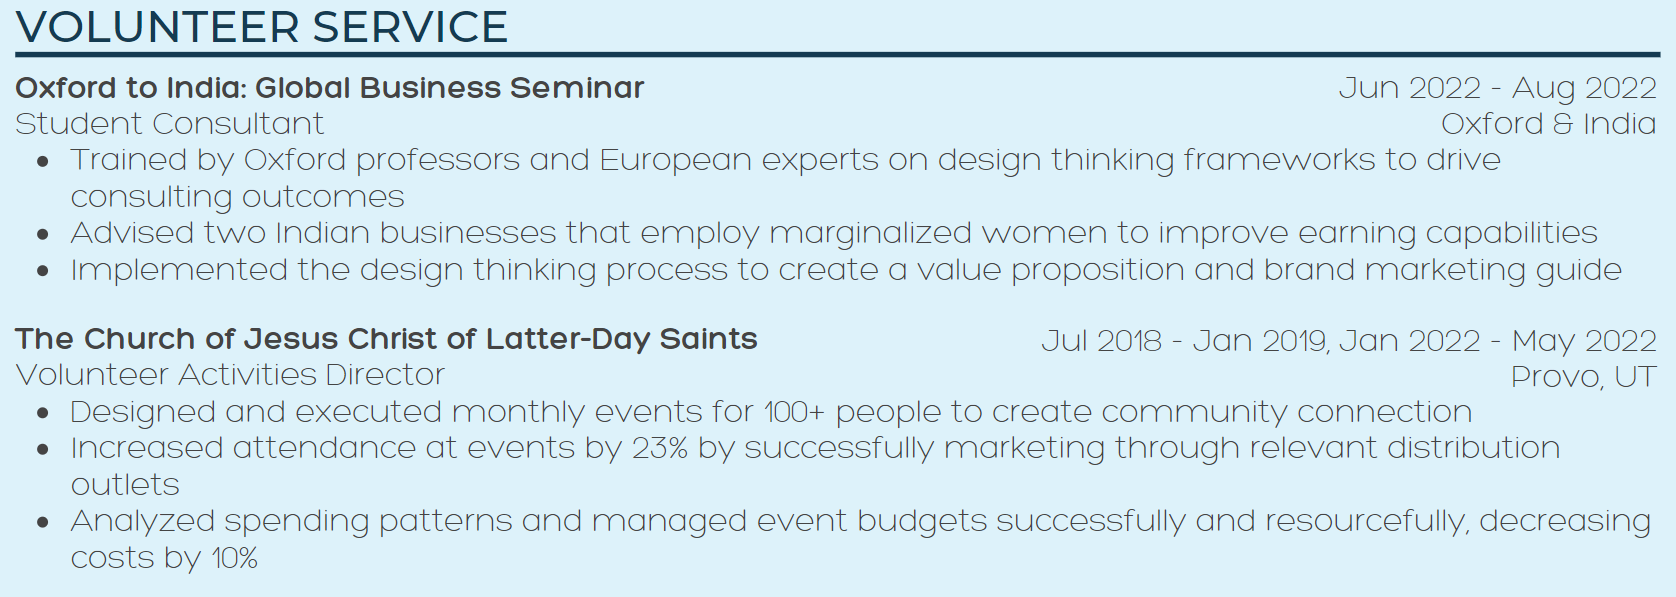 VOLUNTEER SERVICE
Oxford to India: Global Business Seminar Jun 2022 - Aug 2022
Student Consultant Oxford & India
• Trained by Oxford professors and European experts on design thinking frameworks to drive
consulting outcomes
• Advised two Indian businesses that employ marginalized women to improve earning capabilities
• Implemented the design thinking process to create a value proposition and brand marketing guide
The Church of Jesus Christ of Latter-Day Saints Jul 2018 - Jan 2019, Jan 2022 - May 2022
Volunteer Activities Director Provo, UT
• Designed and executed monthly events for 100+ people to create community connection
• Increased attendance at events by 23% by successfully marketing through relevant distribution
outlets
• Analyzed spending patterns and managed event budgets successfully and resourcefully, decreasing
costs by 10%